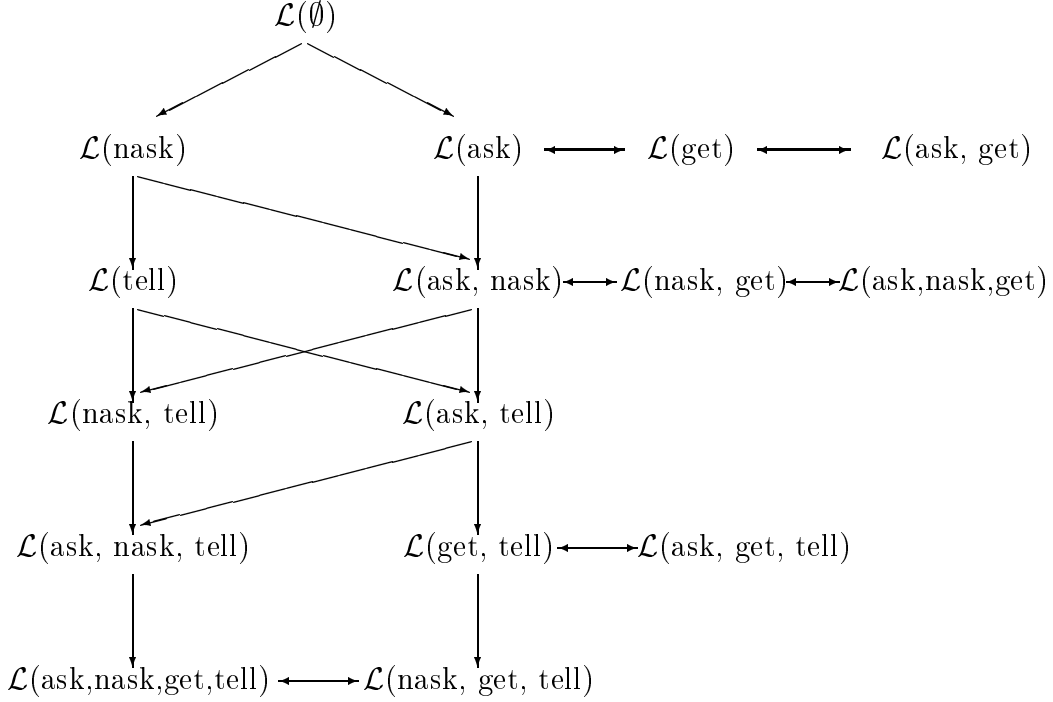 ℒ(∅)
ℒ(nask) ℒ(ask) ℒ(get) ℒ(ask, get)
ℒ(tell) ℒ(ask, nask) ℒ(nask, get) ℒ(ask,nask,get)
ℒ(nask, tell) ℒ(ask, tell)
ℒ(ask, nask, tell) ℒ(get, tell) ℒ(ask, get, tell)
ℒ(ask,nask,get,tell) ℒ(nask, get, tell)